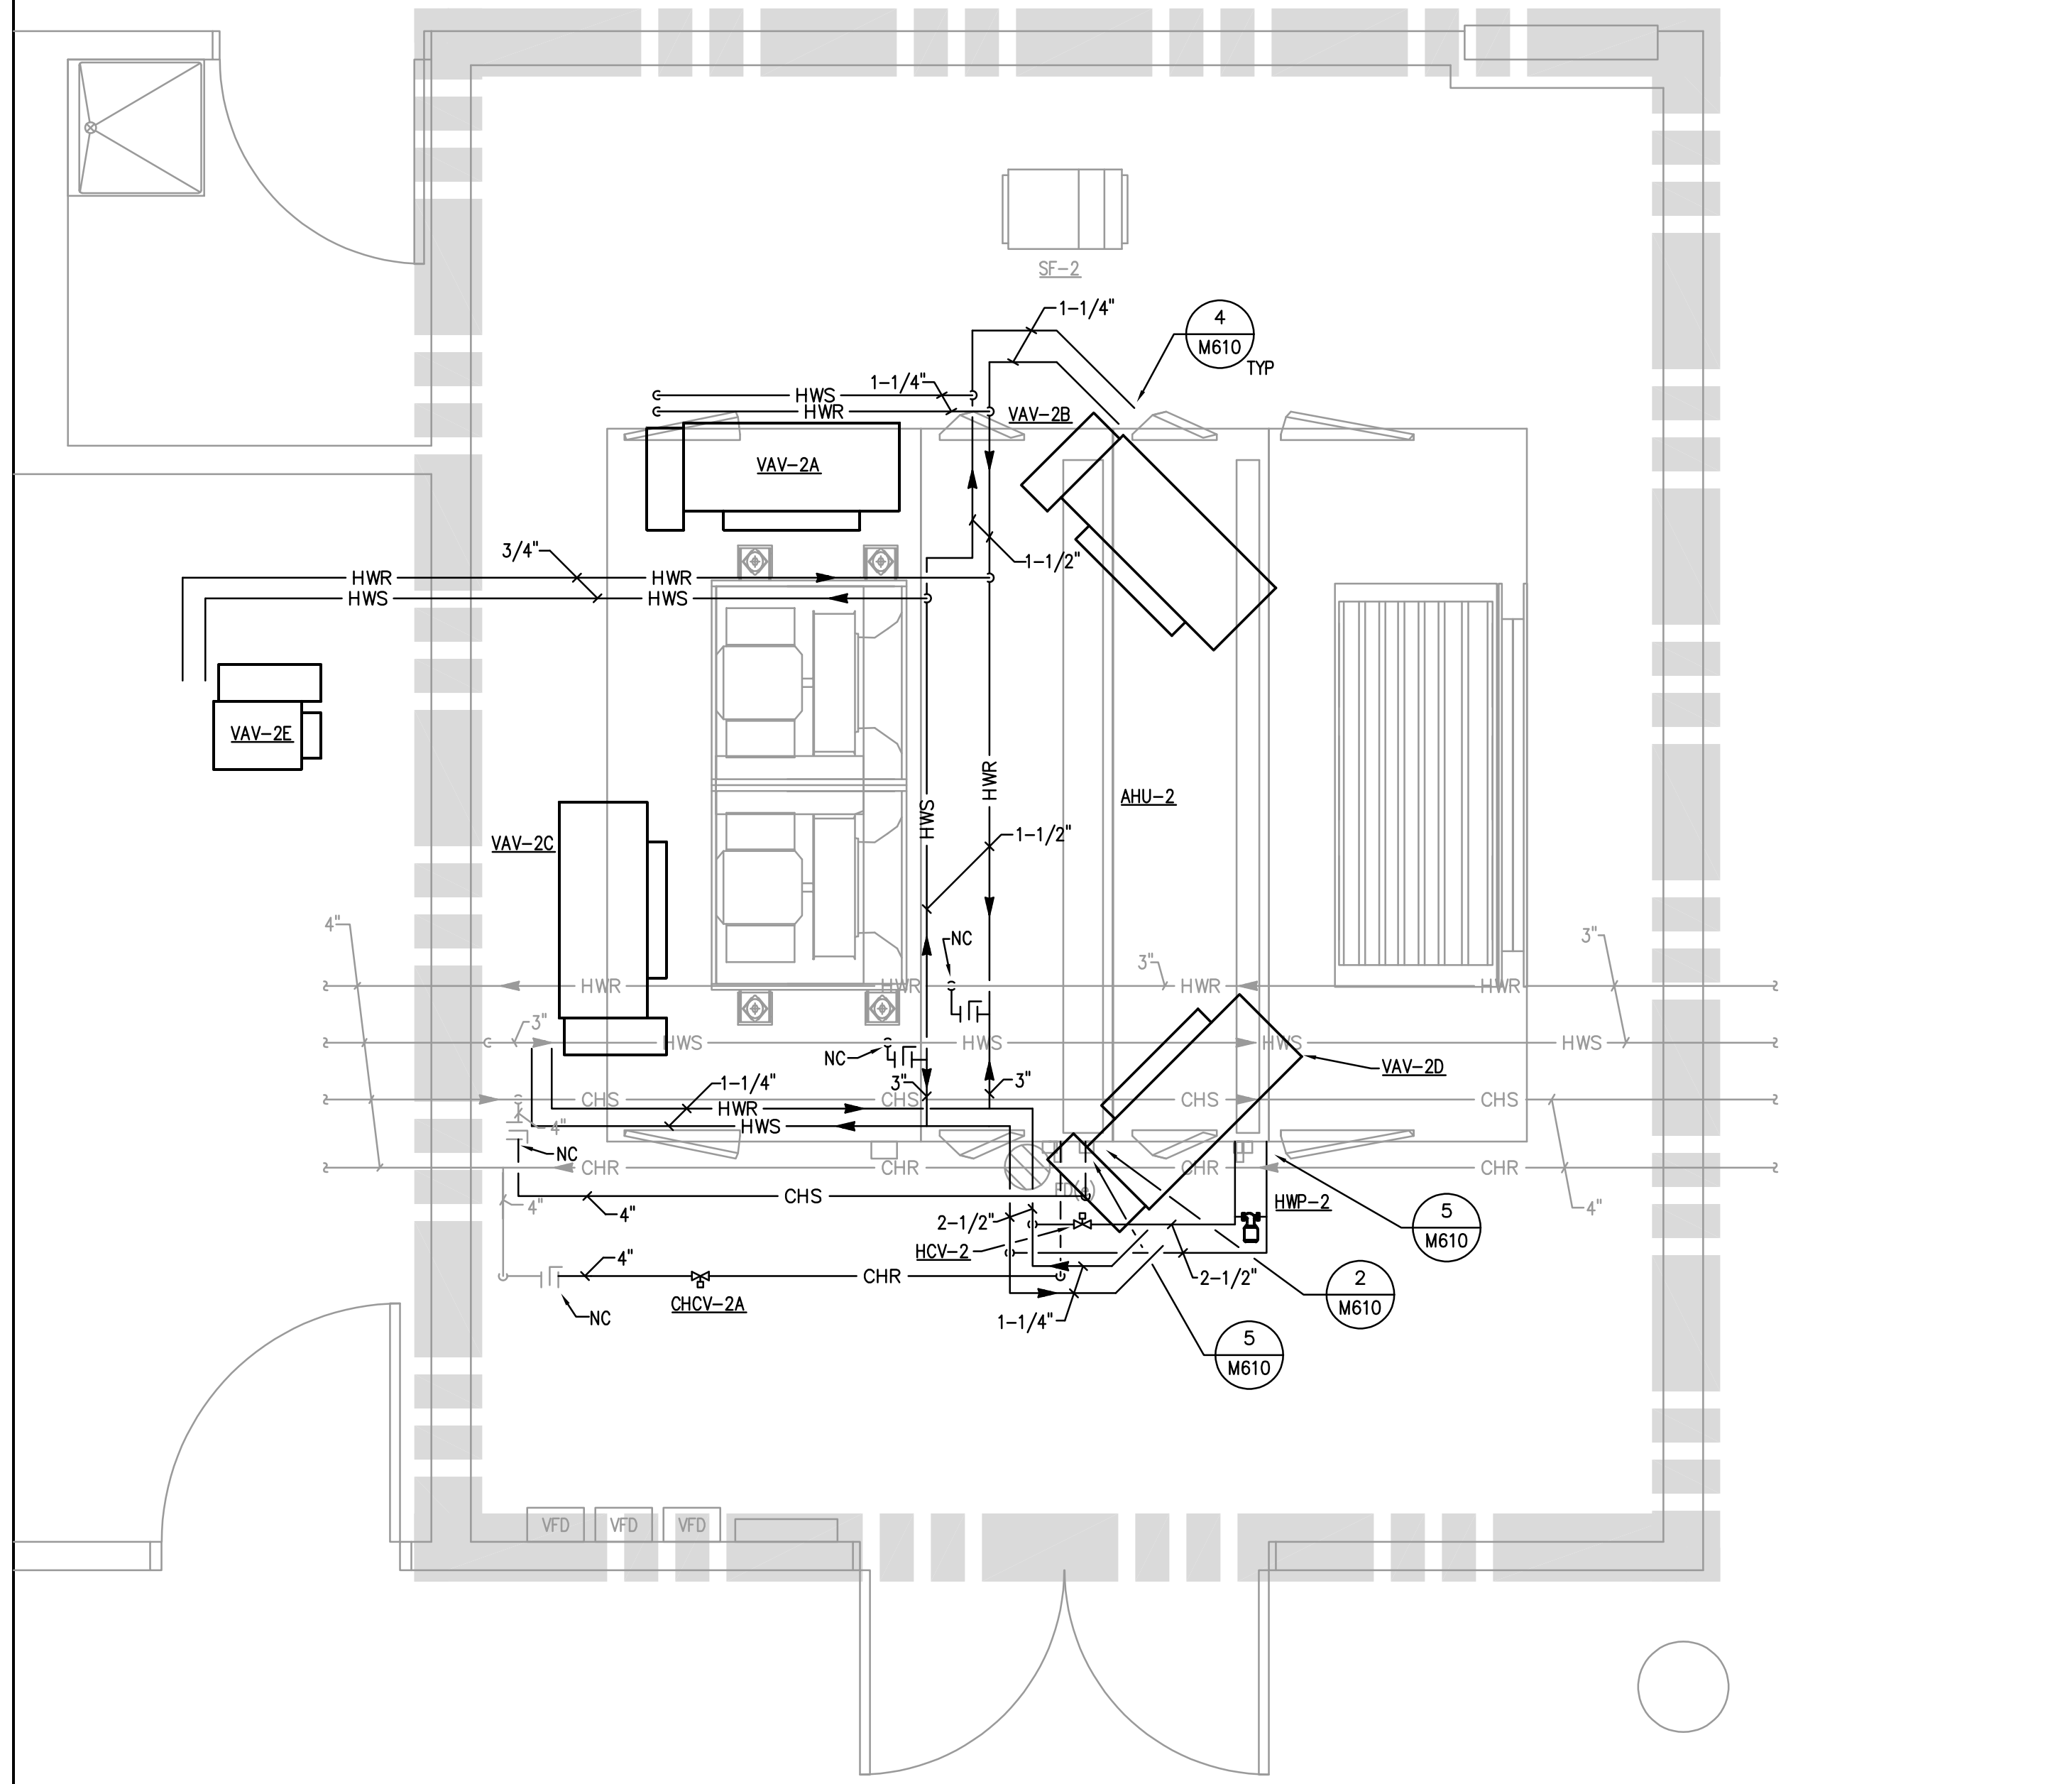 SF-2
1-1/4"
4
M610
TYP
1-1/4"
HWS
HWR
VAV-2B
VAV-2A
3/4"
1-1/2"
HWR
HWR
HWS
HWS
VAV-2E
HWR
HWS
AHU-2
1-1/2"
VAV-2C
4"
NC
3"
3"
HWR
HWR
HWR
HWR
3"
HWS
HWS
HWS
HWS
NC
VAV-2D
1-1/4"
3"
3"
CHS
CHS
CHS
CHS
HWR
4"
HWS
NC
CHR
CHR
CHR
CHR
FD(e)
CHS
4"
4"
4"
HWP-2
5
M610
2-1/2"
HCV-2
4"
CHR
2-1/2"
2
M610
CHCV-2A
NC
1-1/4"
5
M610
VFD
VFD
VFD